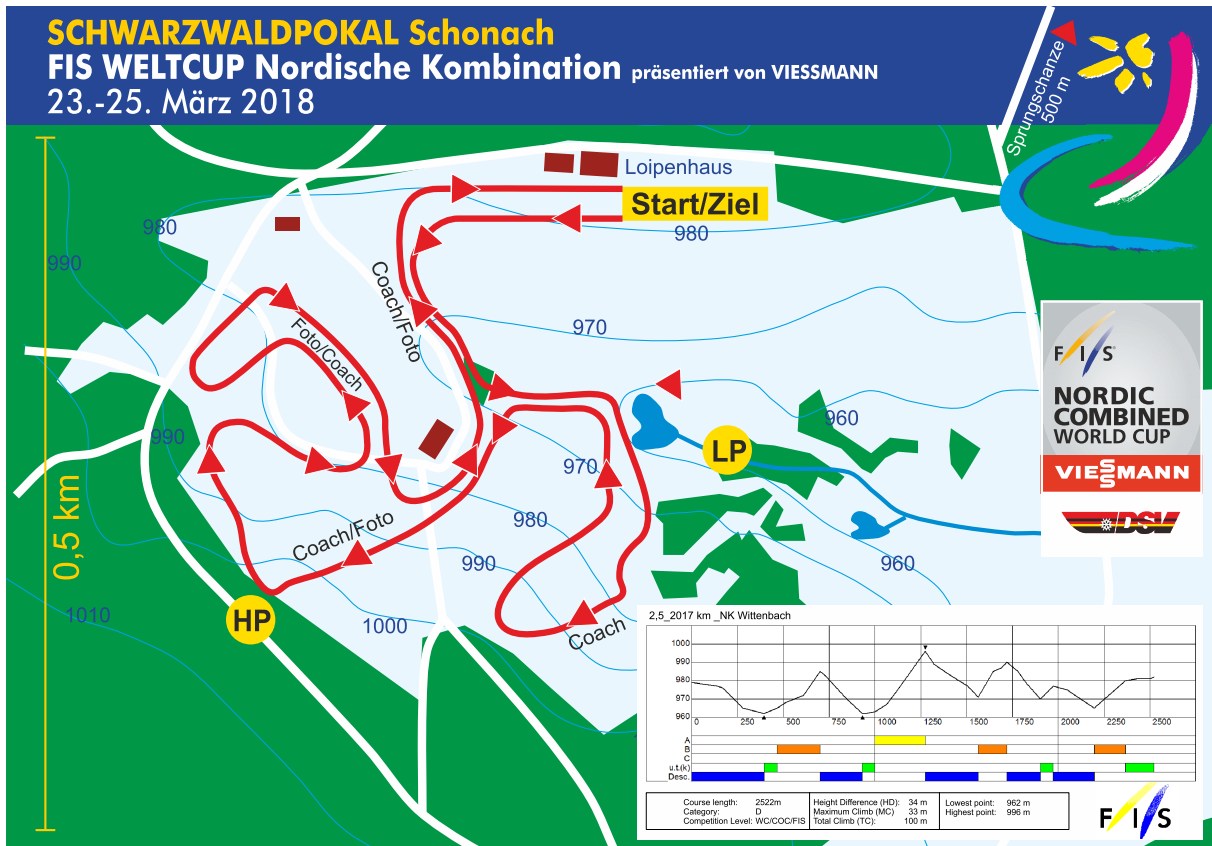 SCHWARZWALDPOKAL Schonach
FIS WELTCUP Nordische Kombination präsentiert von VIESSMANN
23.-25. März 2018
Sprungschanze
500 m
Loipenhaus
Start/Ziel
980
980
990
Coach/Foto
970
Foto/Coach
FIS
NORDIC
COMBINED
WORLD CUP
VIESSMANN
DSV
960
990
LP
970
0,5 km
980
Coach/Foto
990
960
1010
HP
1000
Coach
2,5_2017 km _NK Wittenbach
1000
990
980
970
960
0 250 500 750 1000 1250 1500 1750 2000 2250 2500
A
B
C
u.t.(k)
Desc.
Course length: 2522m
Category: D
Competition Level: WC/COC/FIS
Height Difference (HD): 34 m
Maximum Climb (MC) 33 m
Total Climb (TC): 100 m
Lowest point: 962 m
Highest point: 996 m
FIS